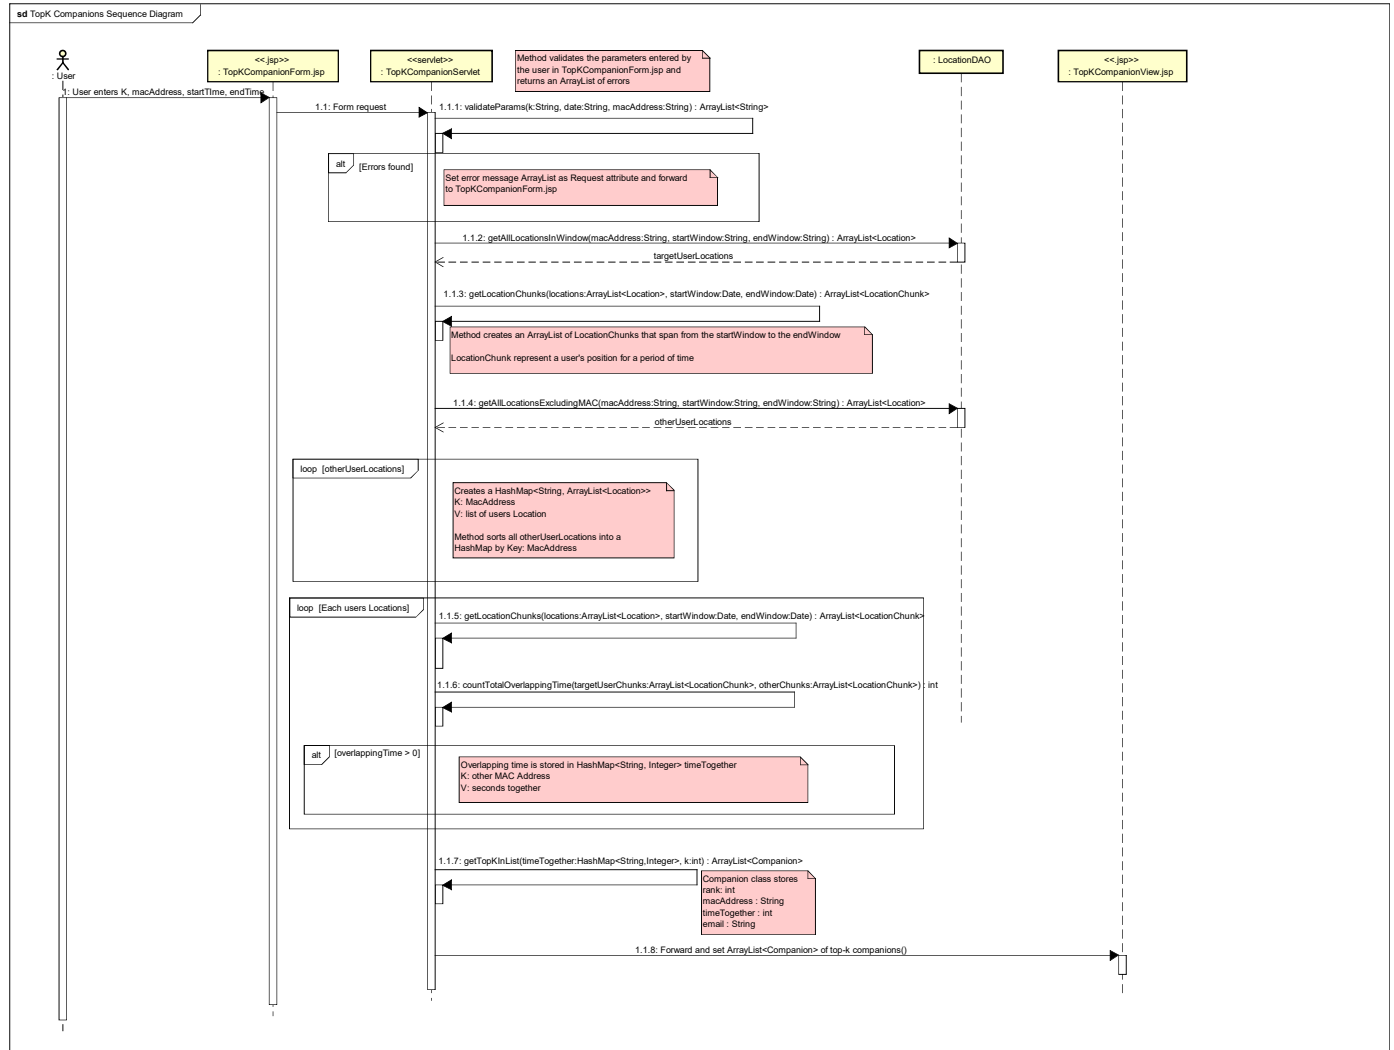 sd TopK Companions Sequence Diagram
: User
<<.jsp>>
: TopKCompanionForm.jsp
<<servlet>>
: TopKCompanionServlet
Method validates the parameters entered by
the user in TopKCompanionForm.jsp and
returns an ArrayList of errors
: LocationDAO
<<.jsp>>
: TopKCompanionView.jsp
1: User enters K, macAddress, startTIme, endTime
1.1: Form request
1.1.1: validateParams(k:String, date:String, macAddress:String) : ArrayList<String>
alt [Errors found]
Set error message ArrayList as Request attribute and forward
to TopKCompanionForm.jsp
1.1.2: getAllLocationsInWindow(macAddress:String, startWindow:String, endWindow:String) : ArrayList<Location>
targetUserLocations
1.1.3: getLocationChunks(locations:ArrayList<Location>, startWindow:Date, endWindow:Date) : ArrayList<LocationChunk>
Method creates an ArrayList of LocationChunks that span from the startWindow to the endWindow
LocationChunk represent a user's position for a period of time
1.1.4: getAllLocationsExcludingMAC(macAddress:String, startWindow:String, endWindow:String) : ArrayList<Location>
otherUserLocations
loop [otherUserLocations]
Creates a HashMap<String, ArrayList<Location>>
K: MacAddress
V: list of users Location
Method sorts all otherUserLocations into a
HashMap by Key: MacAddress
loop [Each users Locations]
1.1.5: getLocationChunks(locations:ArrayList<Location>, startWindow:Date, endWindow:Date) : ArrayList<LocationChunk>
1.1.6: countTotalOverlappingTime(targetUserChunks:ArrayList<LocationChunk>, otherChunks:ArrayList<LocationChunk>) : int
alt [overlappingTime > 0]
Overlapping time is stored in HashMap<String, Integer> timeTogether
K: other MAC Address
V: seconds together
1.1.7: getTopKInList(timeTogether:HashMap<String,Integer>, k:int) : ArrayList<Companion>
Companion class stores
rank: int
macAddress : String
timeTogether : int
email : String
1.1.8: Forward and set ArrayList<Companion> of top-k companions()